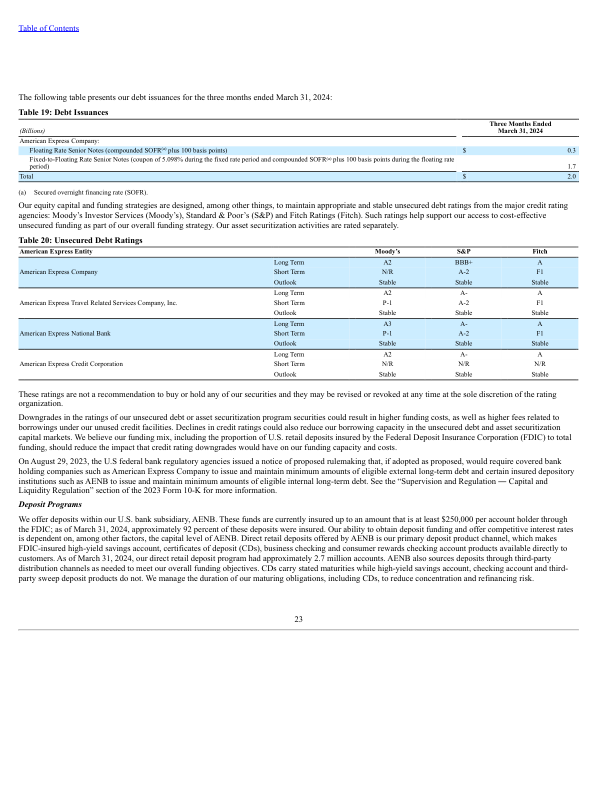 Table of Contents
The following table presents our debt issuances for the three months ended March 31, 2024:
Table 19: Debt Issuances
(Billions) Three Months Ended March 31, 2024
American Express Company:
Floating Rate Senior Notes (compounded SOFR(a) plus 100 basis points) $ 0.3
Fixed-to-Floating Rate Senior Notes (coupon of 5.098% during the fixed rate period and compounded SOFR(a) plus 100 basis points during the floating rate
period) 1.7
Total $ 2.0
(a) Secured overnight financing rate (SOFR).
Our equity capital and funding strategies are designed, among other things, to maintain appropriate and stable unsecured debt ratings from the major credit rating
agencies: Moody's Investor Services (Moody's), Standard & Poor's (S&P) and Fitch Ratings (Fitch). Such ratings help support our access to cost-effective
unsecured funding as part of our overall funding strategy. Our asset securitization activities are rated separately.
Table 20: Unsecured Debt Ratings
American Express Entity Moody's S&P Fitch
Long Term A2 BBB+ A
American Express Company Short Term N/R A-2 F1
Outlook Stable Stable Stable
Long Term A2 A- A
American Express Travel Related Services Company, Inc. Short Term P-1 A-2 F1
Outlook Stable Stable Stable
Long Term A3 A- A
American Express National Bank Short Term P-1 A-2 F1
Outlook Stable Stable Stable
Long Term A2 A- A
American Express Credit Corporation Short Term N/R N/R N/R
Outlook Stable Stable Stable
These ratings are not a recommendation to buy or hold any of our securities and they may be revised or revoked at any time at the sole discretion of the rating
organization.
Downgrades in the ratings of our unsecured debt or asset securitization program securities could result in higher funding costs, as well as higher fees related to
borrowings under our unused credit facilities. Declines in credit ratings could also reduce our borrowing capacity in the unsecured debt and asset securitization
capital markets. We believe our funding mix, including the proportion of U.S. retail deposits insured by the Federal Deposit Insurance Corporation (FDIC) to total
funding, should reduce the impact that credit rating downgrades would have on our funding capacity and costs.
On August 29, 2023, the U.S federal bank regulatory agencies issued a notice of proposed rulemaking that, if adopted as proposed, would require covered bank
holding companies such as American Express Company to issue and maintain minimum amounts of eligible external long-term debt and certain insured depository
institutions such as AENB to issue and maintain minimum amounts of eligible internal long-term debt. See the "Supervision and Regulation — Capital and
Liquidity Regulation" section of the 2023 Form 10-K for more information.
Deposit Programs
We offer deposits within our U.S. bank subsidiary, AENB. These funds are currently insured up to an amount that is at least $250,000 per account holder through
the FDIC; as of March 31, 2024, approximately 92 percent of these deposits were insured. Our ability to obtain deposit funding and offer competitive interest rates
is dependent on, among other factors, the capital level of AENB. Direct retail deposits offered by AENB is our primary deposit product channel, which makes
FDIC-insured high-yield savings account, certificates of deposit (CDs), business checking and consumer rewards checking account products available directly to
customers. As of March 31, 2024, our direct retail deposit program had approximately 2.7 million accounts. AENB also sources deposits through third-party
distribution channels as needed to meet our overall funding objectives. CDs carry stated maturities while high-yield savings account, checking account and third-
party sweep deposit products do not. We manage the duration of our maturing obligations, including CDs, to reduce concentration and refinancing risk.
23